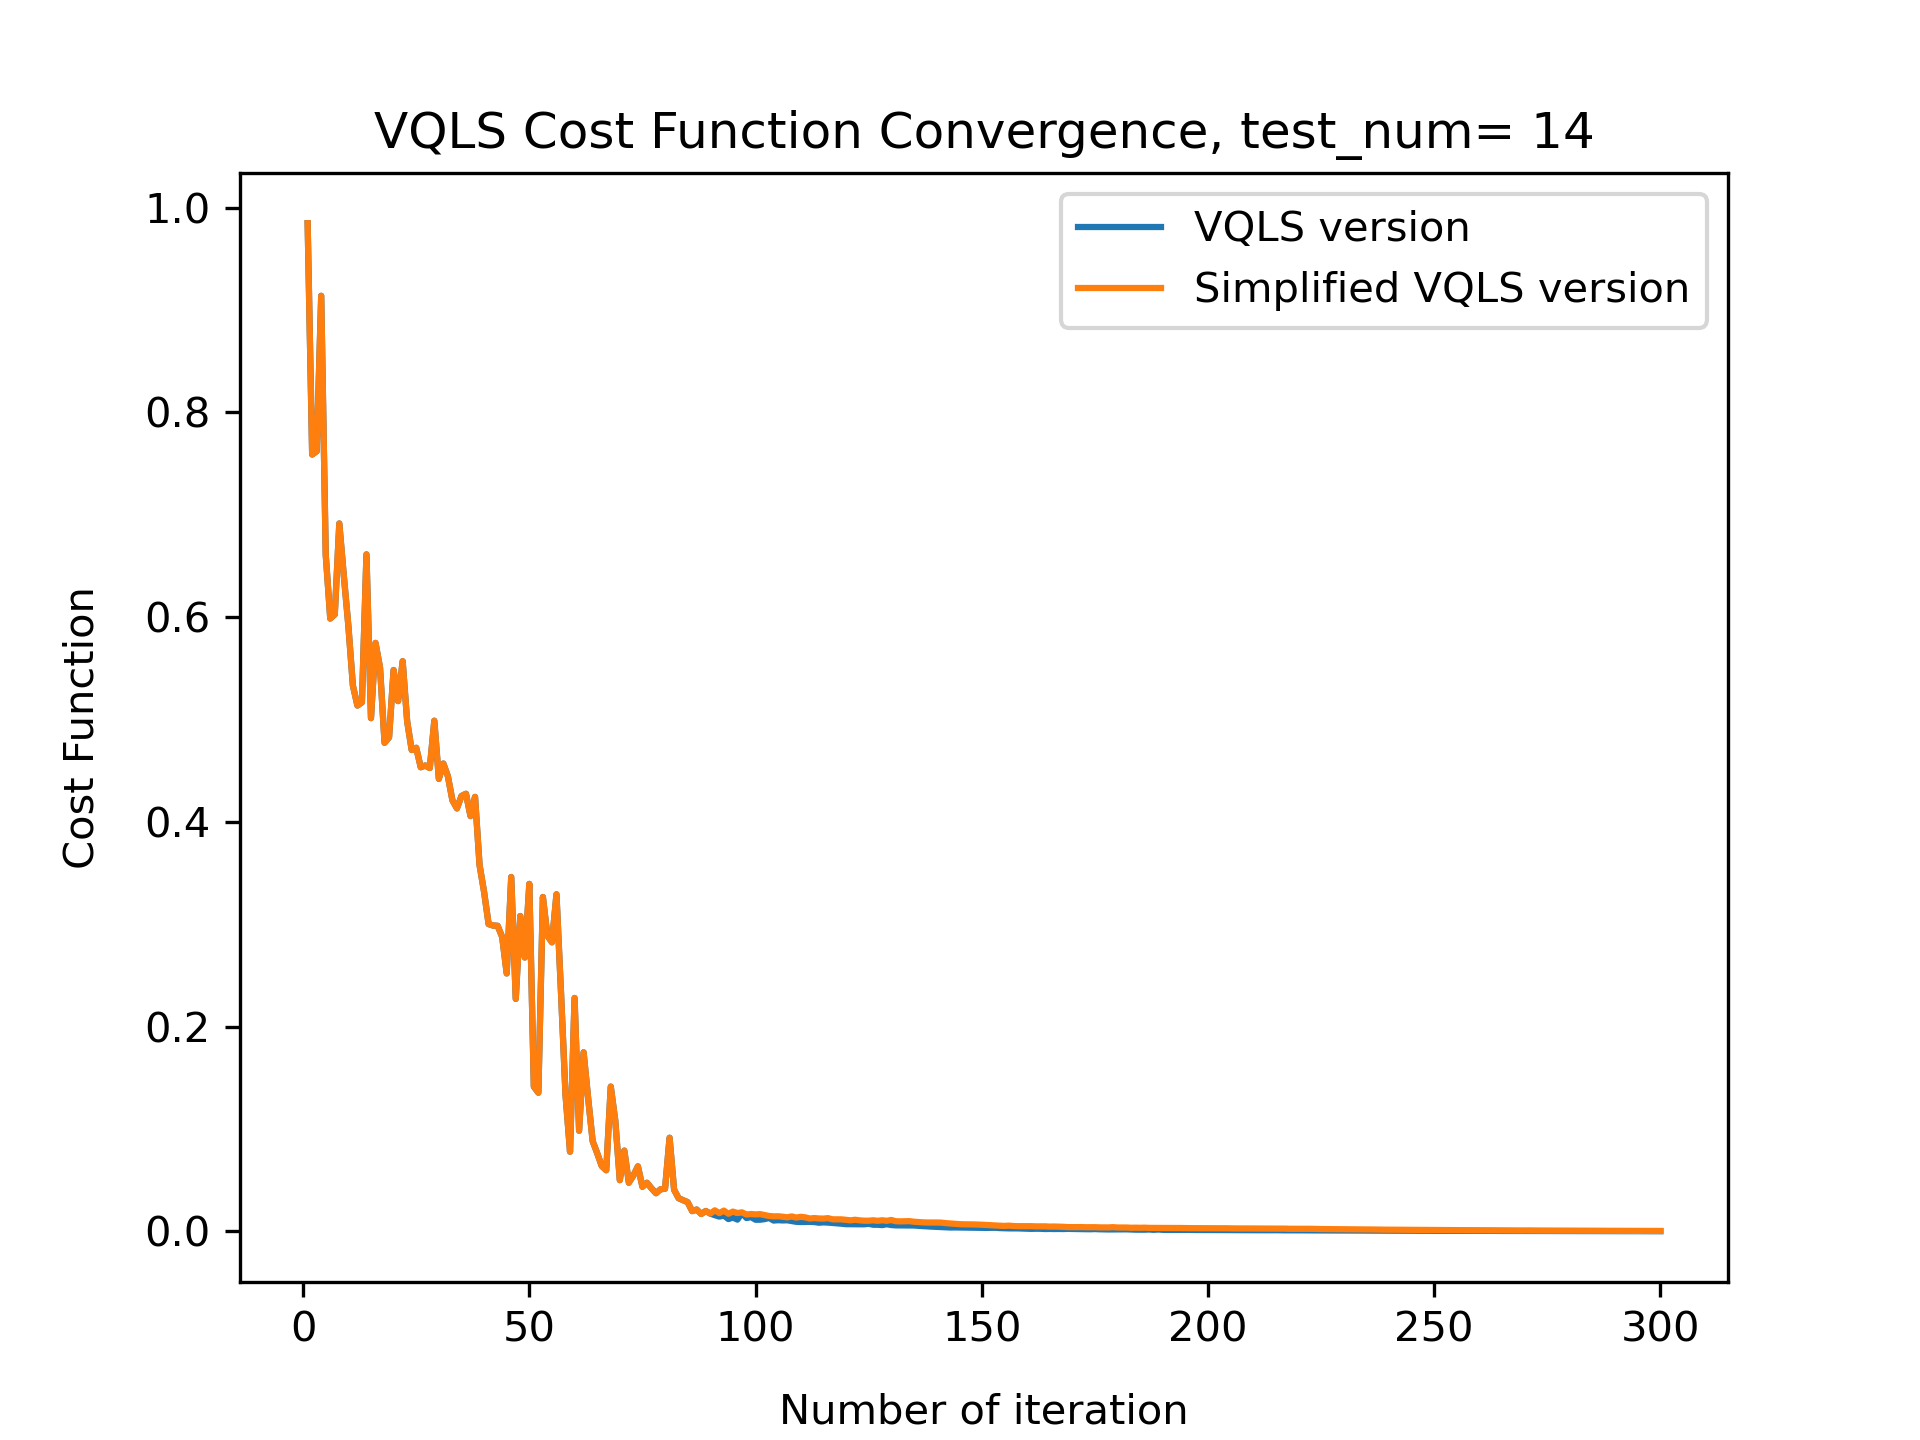 VQLS Cost Function Convergence, test_num= 14
VQLS version
Simplified VQLS version
1.0
0.8
0.6
0.4
0.2
0.0
Cost Function
0 50 100 150 200 250 300
Number of iteration